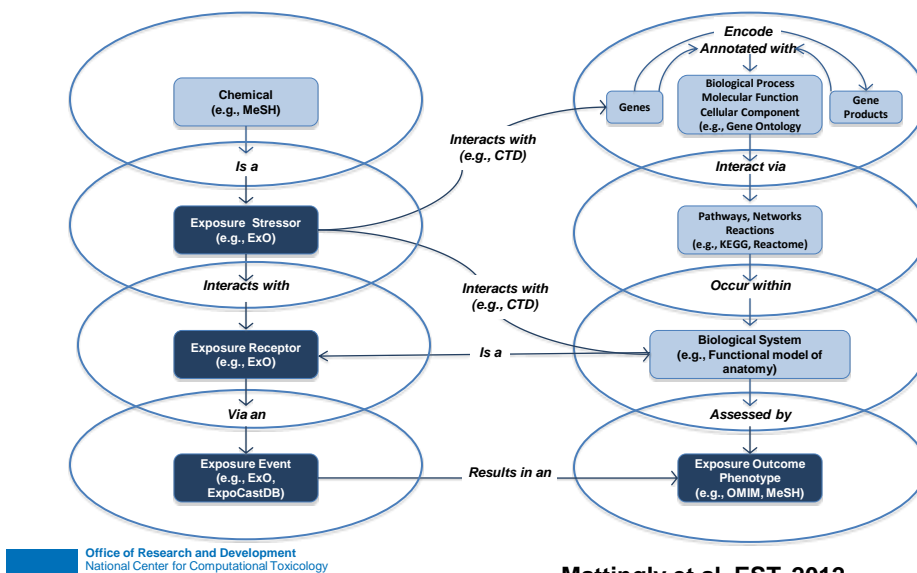 Encode
Annotated with
Chemical
(e.g., MeSH)
Genes
Biological Process
Molecular Function
Cellular Component
(e.g., Gene Ontology
Gene
Products
Interacts with
(e.g., CTD)
Is a
Interact via
Exposure Stressor
(e.g., ExO)
Pathways, Networks
Reactions
(e.g., KEGG, Reactome)
Interacts with
Interacts with
(e.g., CTD)
Occur within
Exposure Receptor
(e.g., ExO)
Is a
Biological System
(e.g., Functional model of
anatomy)
Via an
Assessed by
Exposure Event
(e.g., ExO,
ExpoCastDB)
Results in an
Exposure Outcome
Phenotype
(e.g., OMIM, MeSH)
Office of Research and Development
National Center for Computational Toxicology
Mattingly et al. EST, 2012